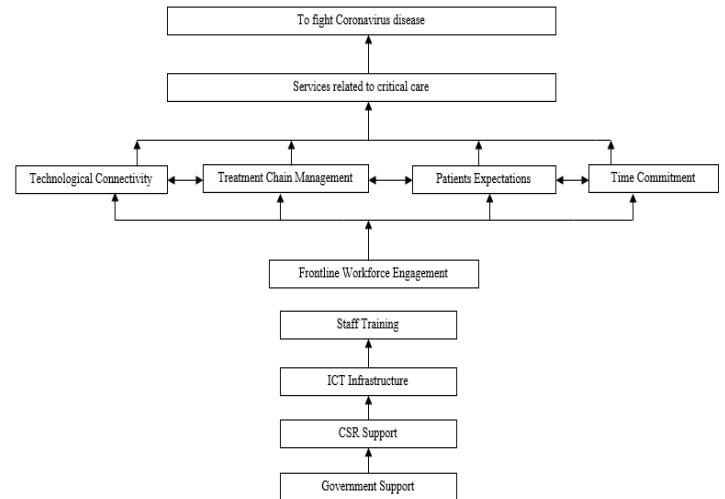 To fight Coronavirus disease
Services related to critical care
Technological Connectivity
Treatment Chain Management
Patients Expectations
Time Commitment
Frontline Workforce Engagement
Staff Training
ICT Infrastructure
CSR Support
Government Support